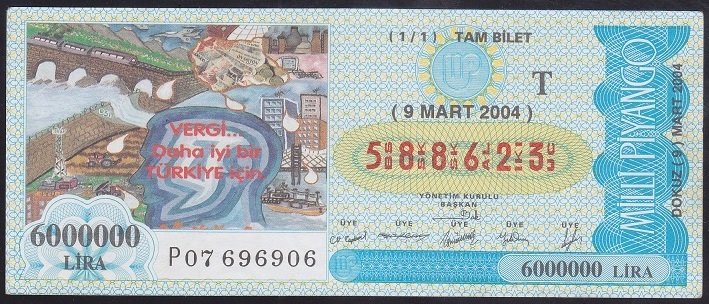 VERGİ...
Daha iyi bir
TÜRKİYE için
6000000
LİRA
P07 696906
(1/1) TAM BİLET
MP
T
( 9 MART 2004 )
588623
YÖNETİM KURULU
BAŞKAN
ÜYE ÜYE ÜYE ÜYE ÜYE
6000000 LİRA
MİLLİ PİYANGO
DOKUZ ( 9 ) MART 2004